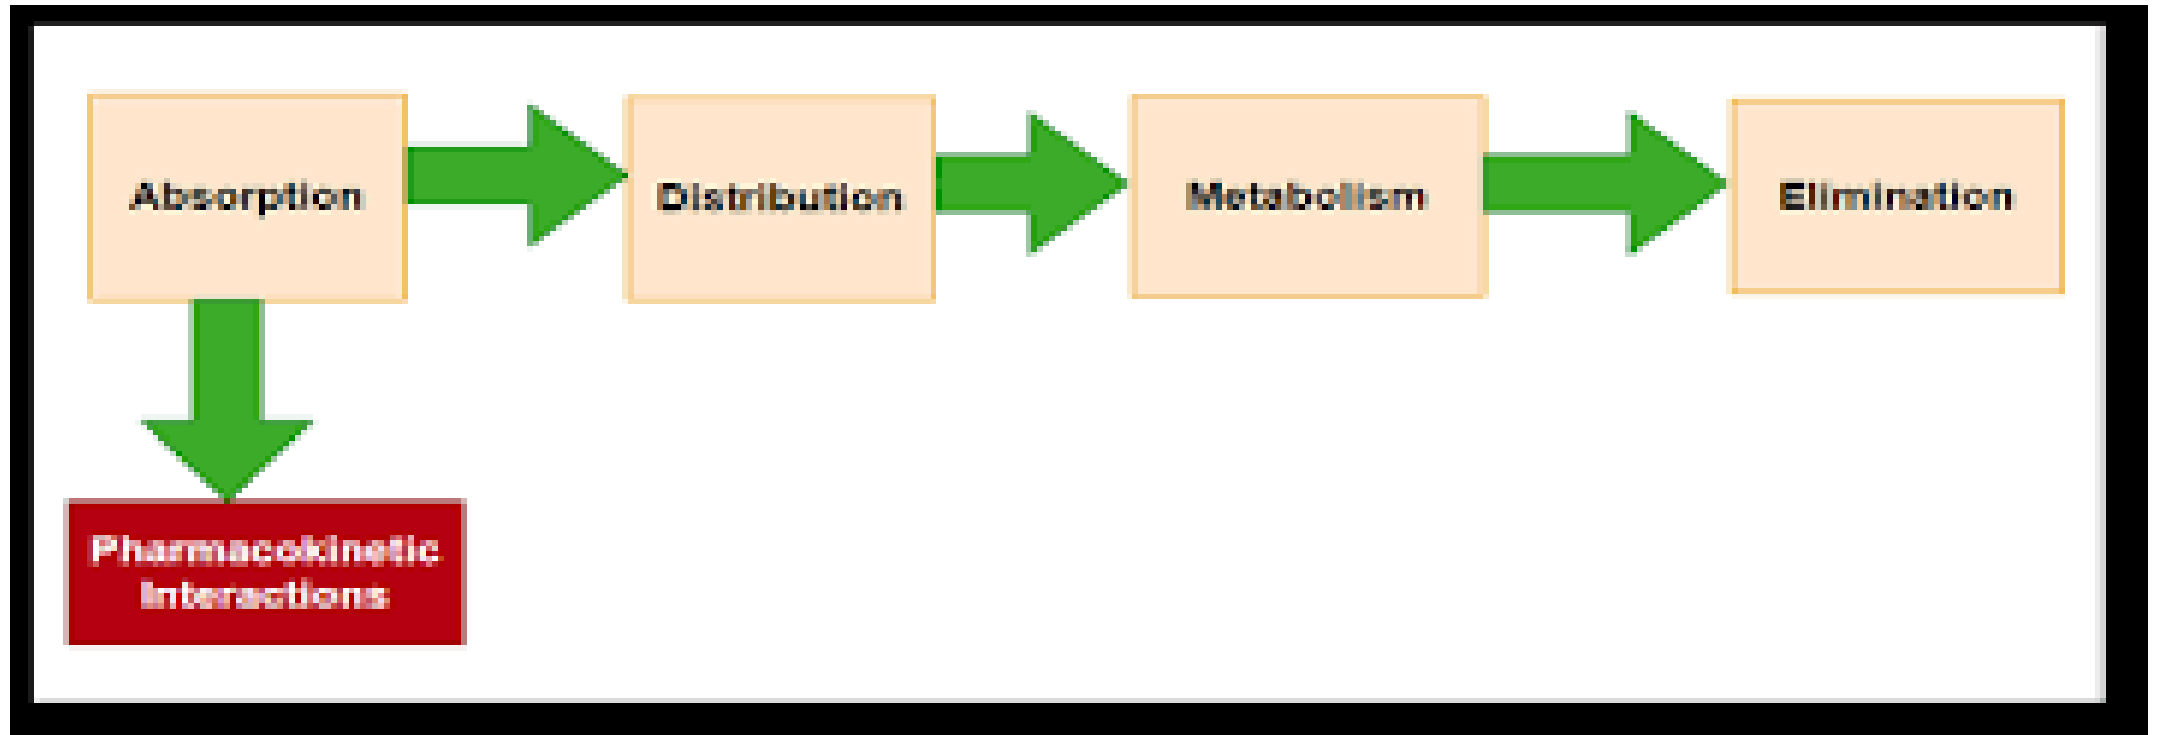 Absorption
Distribution
Metabolism
Elimination
Pharmacokinetic
Interactions